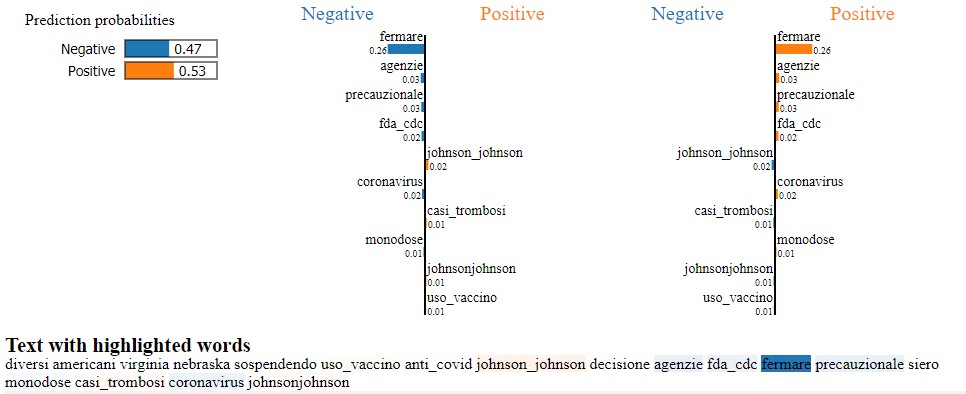 Prediction probabilities
Negative 0.47
Positive 0.53
Negative Positive
fermare
0.26
agenzie
0.03
precauzionale
0.03
fda_cdc
0.02
johnson_johnson
0.02
coronavirus
0.02
casi_trombosi
0.01
monodose
0.01
johnsonjohnson
0.01
uso_vaccino
0.01
Negative Positive
fermare
0.26
agenzie
0.03
precauzionale
0.03
fda_cdc
0.02
johnson_johnson
0.02
coronavirus
0.02
casi_trombosi
0.01
monodose
0.01
johnsonjohnson
0.01
uso_vaccino
0.01
Text with highlighted words
diversi americani virginia nebraska sospendendo uso_vaccino anti_covid johnson_johnson decisione agenzie fda_cdc fermare precauzionale siero
monodose casi_trombosi coronavirus johnsonjohnson